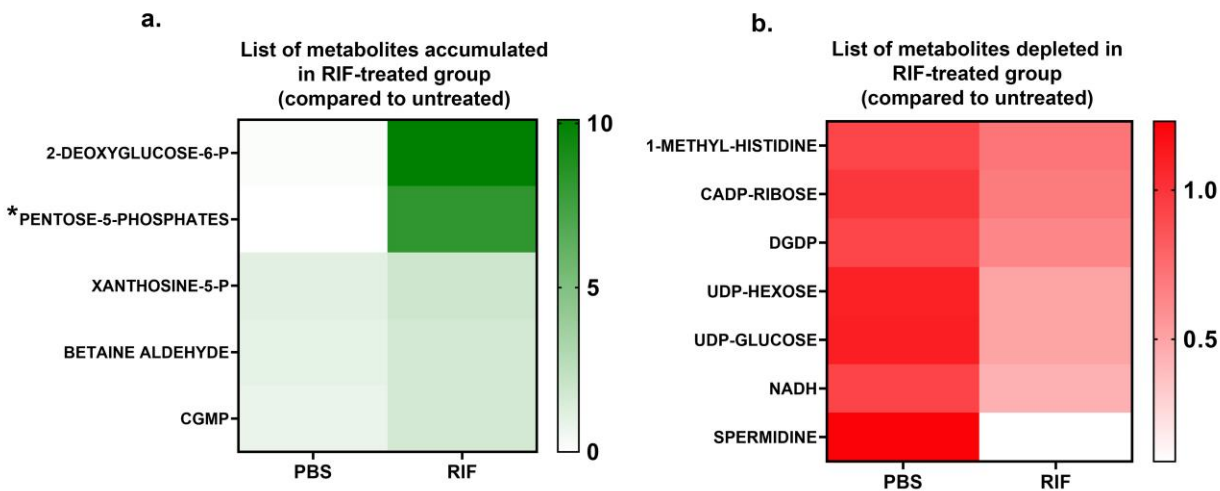 a.
List of metabolites accumulated
in RIF-treated group
(compared to untreated)
2-DEOXYGLUCOSE-6-P
*PENTOSE-5-PHOSPHATES
XANTHOSINE-5-P
BETAINE ALDEHYDE
CGMP
PBS
RIF
10
5
0
b.
List of metabolites depleted in
RIF-treated group
(compared to untreated)
1-METHYL-HISTIDINE
CADP-RIBOSE
DGDP
UDP-HEXOSE
UDP-GLUCOSE
NADH
SPERMIDINE
PBS
RIF
1.0
0.5